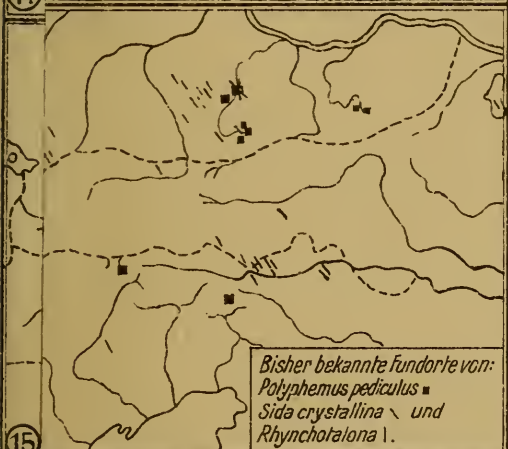 Bisher bekannte Fundorte von:
Polyphemus pediculus ■
Sida crystallina \ und
Rhynchotalona |.
15